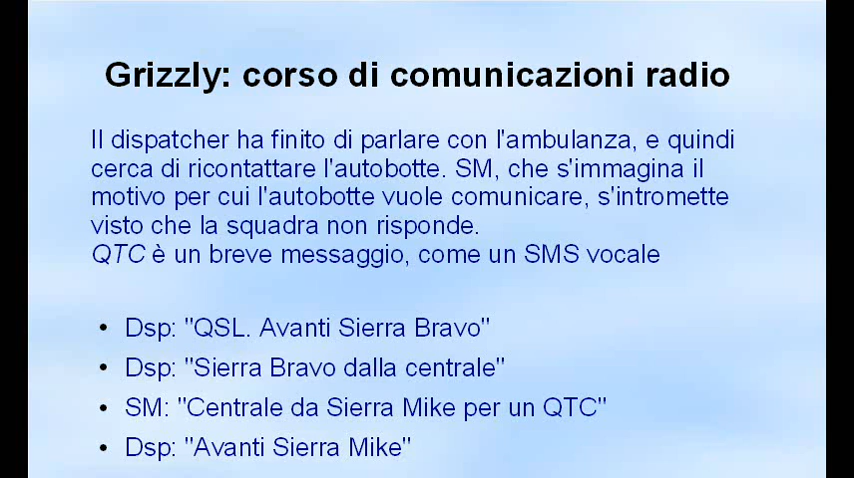 Grizzly: corso di comunicazioni radio
Il dispatcher ha finito di parlare con l'ambulanza, e quindi
cerca di ricontattare l'autobotte. SM, che s'immagina il
motivo per cui l'autobotte vuole comunicare, s'intromette
visto che la squadra non risponde.
QTC è un breve messaggio, come un SMS vocale
• Dsp: "QSL. Avanti Sierra Bravo"
• Dsp: "Sierra Bravo dalla centrale"
• SM: "Centrale da Sierra Mike per un QTC"
• Dsp: "Avanti Sierra Mike"